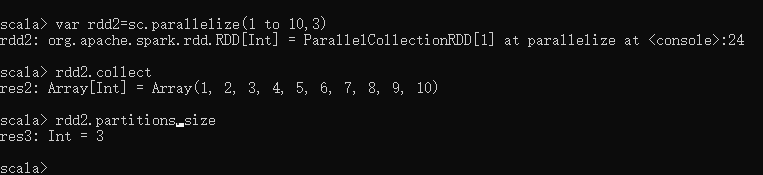 scala> var rdd2=sc.parallelize(1 to 10,3)
rdd2: org.apache.spark.rdd.RDD[Int] = ParallelCollectionRDD[1] at parallelize at <console>:24
scala> rdd2.collect
res2: Array[Int] = Array(1, 2, 3, 4, 5, 6, 7, 8, 9, 10)
scala> rdd2.partitions.size
res3: Int = 3
scala>